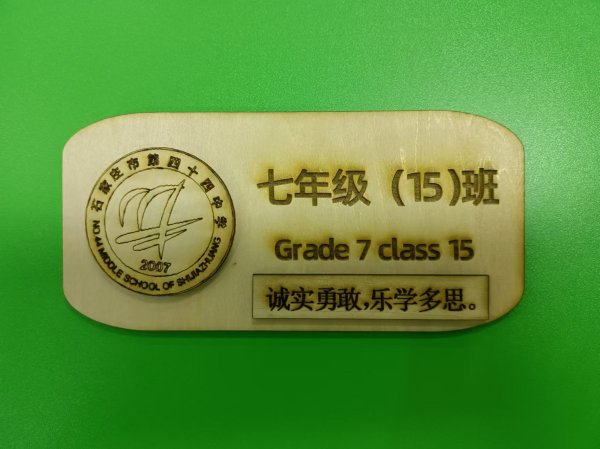 石家庄市第四十四中学
2007
NO.44 MIDDLE SCHOOL OF SHIJIAZHUANG
七年级（15）班
Grade 7 class 15
诚实勇敢,乐学多思。